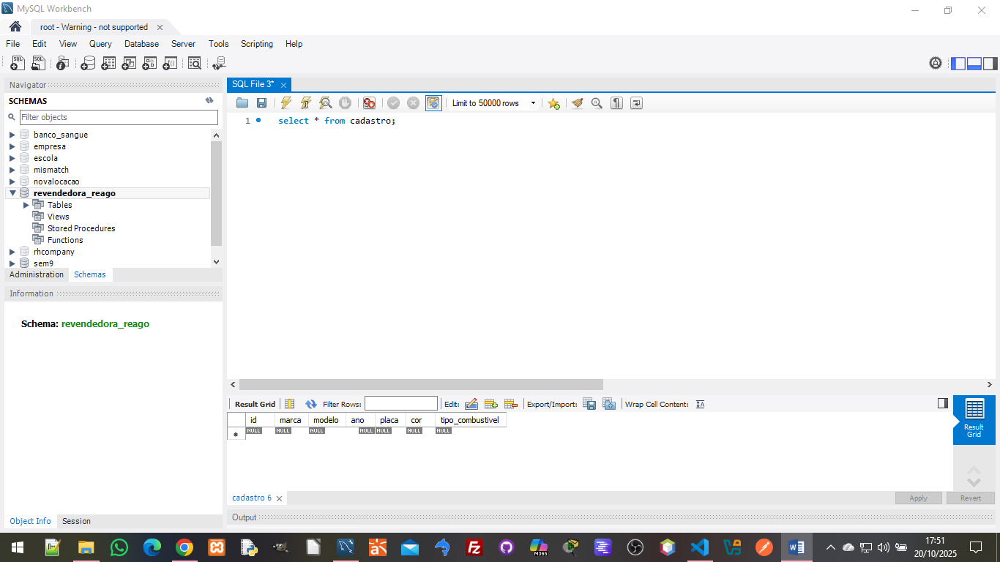 MySQL Workbench
root - Warning - not supported
File Edit View Query Database Server Tools Scripting Help
Navigator
SCHEMAS
Filter objects
banco_sangue
empresa
escola
mismatch
novalocacao
revendedora_reago
Tables
Views
Stored Procedures
Functions
rhcompany
sem9
Administration Schemas
Information
Schema: revendedora_reago
Object Info Session
SQL File 3*
Limit to 50000 rows
1 select * from cadastro;
Result Grid Filter Rows: Edit: Export/Import: Wrap Cell Content:
id marca modelo ano placa cor tipo_combustivel
NULL NULL NULL NULL NULL NULL NULL
Result
Grid
cadastro 6
Apply Revert
Output
M365
17:51
20/10/2025